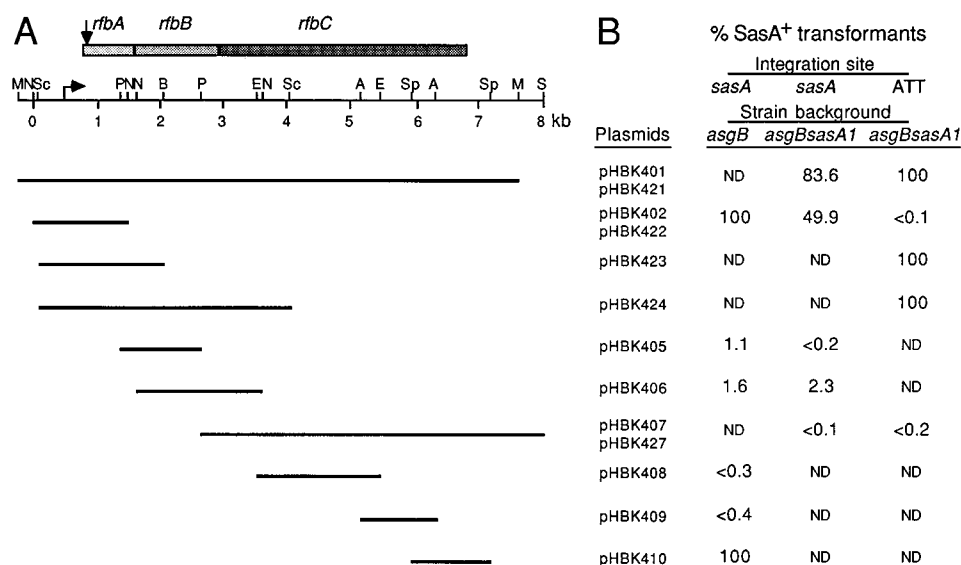 A
rfbA rfbB rfbC
MNSc PNN B P EN Sc A E Sp A Sp M S
0 1 2 3 4 5 6 7 8 kb
B
% SasA+ transformants
Integration site
sasA sasA ATT
Strain background
Plasmids asgB asgBsasA1 asgBsasA1
pHBK401
pHBK421 ND 83.6 100
pHBK402
pHBK422 100 49.9 <0.1
pHBK423 ND ND 100
pHBK424 ND ND 100
pHBK405 1.1 <0.2 ND
pHBK406 1.6 2.3 ND
pHBK407
pHBK427 ND <0.1 <0.2
pHBK408 <0.3 ND ND
pHBK409 <0.4 ND ND
pHBK410 100 ND ND